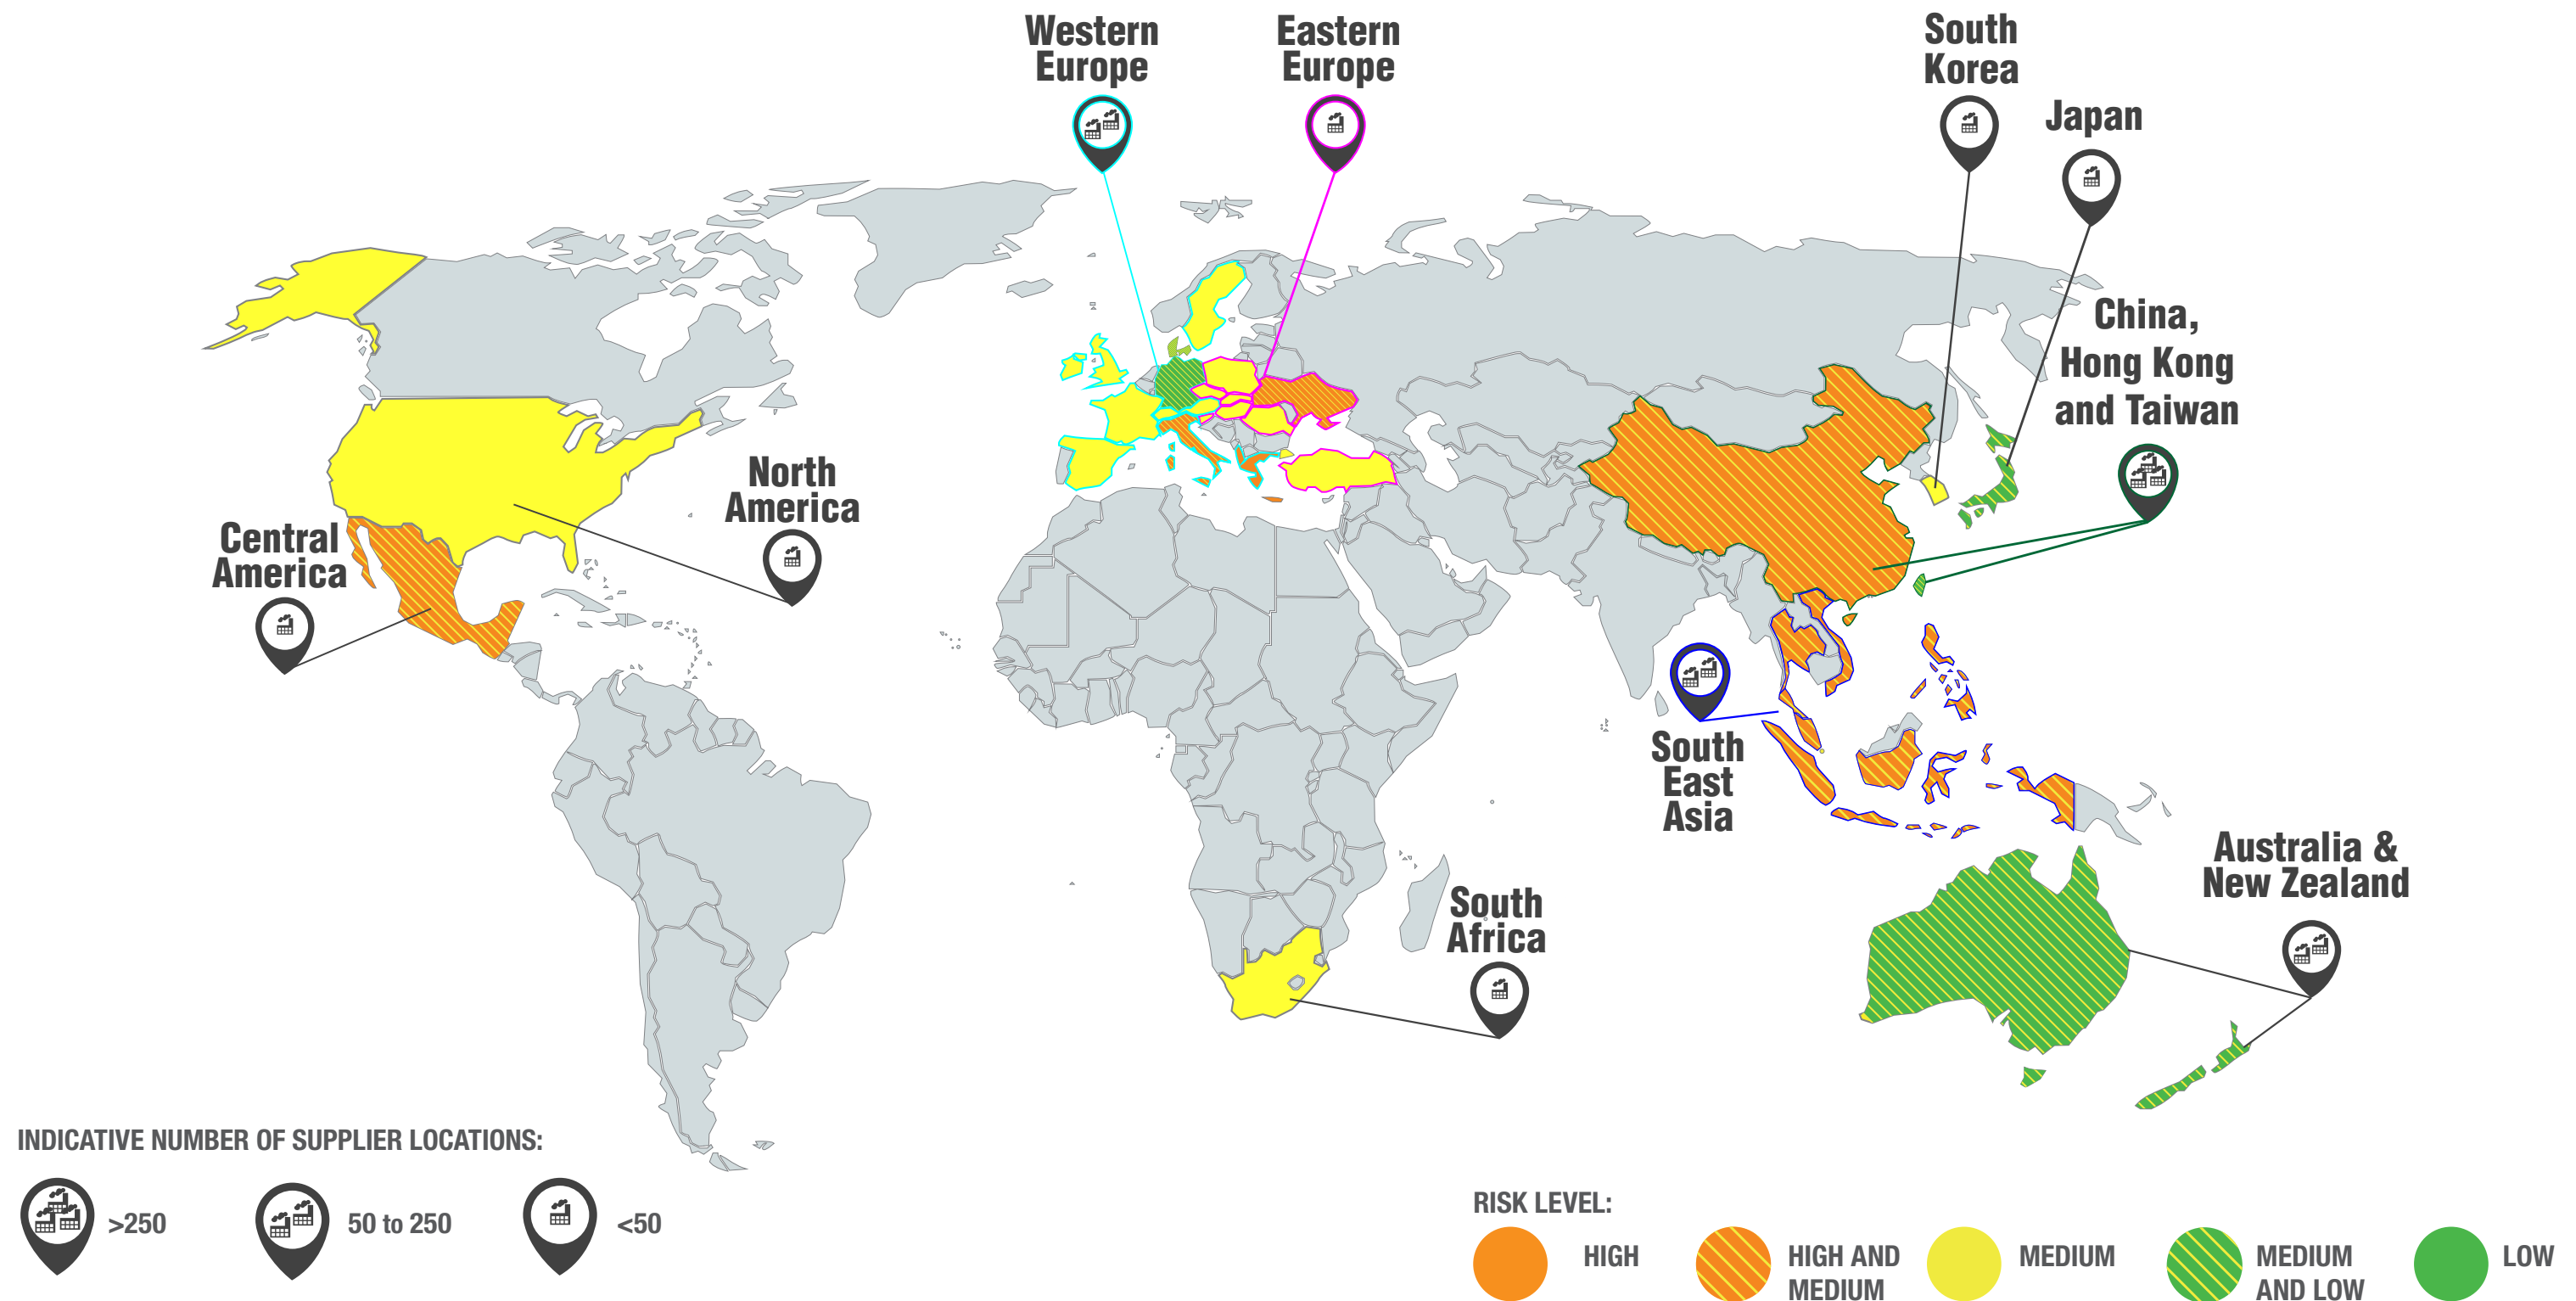 Western
Europe
Eastern
Europe
South
Korea
Japan
China,
Hong Kong
and Taiwan
North
America
Central
America
South
East
Asia
Australia &
New Zealand
South
Africa
INDICATIVE NUMBER OF SUPPLIER LOCATIONS:
>250
50 to 250
<50
RISK LEVEL:
HIGH
HIGH AND
MEDIUM
MEDIUM
MEDIUM
AND LOW
LOW